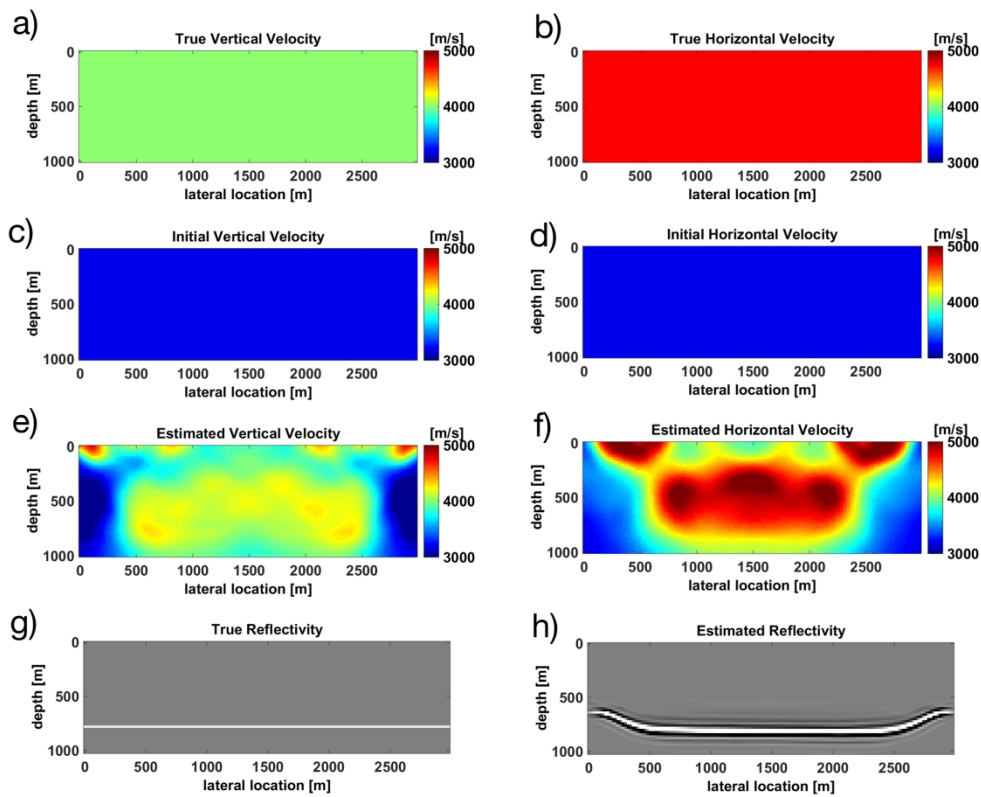 a)
True Vertical Velocity
[m/s]
0
500
1000
depth [m]
0 500 1000 1500 2000 2500
lateral location [m]
5000
4000
3000
b)
True Horizontal Velocity
[m/s]
0
500
1000
depth [m]
0 500 1000 1500 2000 2500
lateral location [m]
5000
4000
3000
c)
Initial Vertical Velocity
[m/s]
0
500
1000
depth [m]
0 500 1000 1500 2000 2500
lateral location [m]
5000
4000
3000
d)
Initial Horizontal Velocity
[m/s]
0
500
1000
depth [m]
0 500 1000 1500 2000 2500
lateral location [m]
5000
4000
3000
e)
Estimated Vertical Velocity
[m/s]
0
500
1000
depth [m]
0 500 1000 1500 2000 2500
lateral location [m]
5000
4000
3000
f)
Estimated Horizontal Velocity
[m/s]
0
500
1000
depth [m]
0 500 1000 1500 2000 2500
lateral location [m]
5000
4000
3000
g)
True Reflectivity
0
500
1000
depth [m]
0 500 1000 1500 2000 2500
lateral location [m]
h)
Estimated Reflectivity
0
500
1000
depth [m]
0 500 1000 1500 2000 2500
lateral location [m]